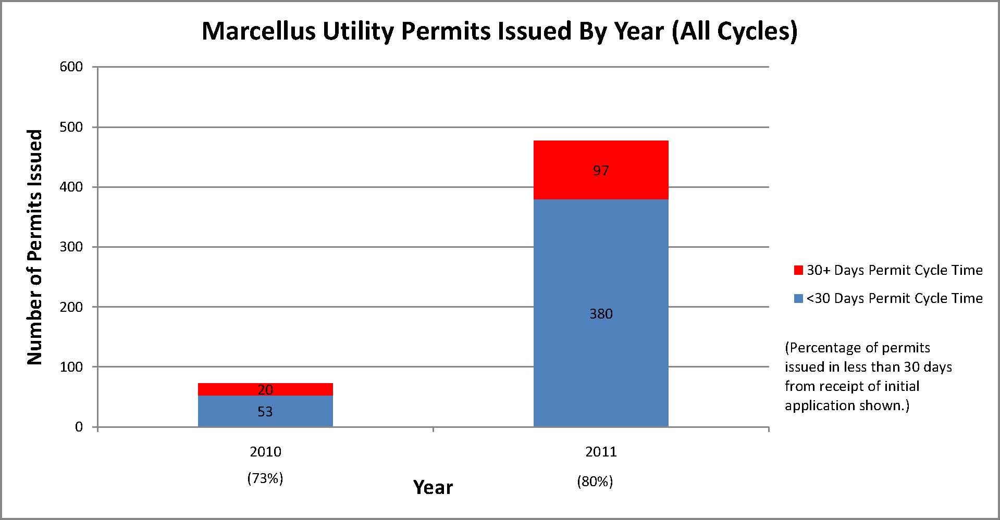 Marcellus Utility Permits Issued By Year (All Cycles)
Number of Permits Issued
600
500
400
300
200
100
0
97
380
20
53
2010
2011
(73%)
(80%)
Year
30+ Days Permit Cycle Time
<30 Days Permit Cycle Time
(Percentage of permits
issued in less than 30 days
from receipt of initial
application shown.)